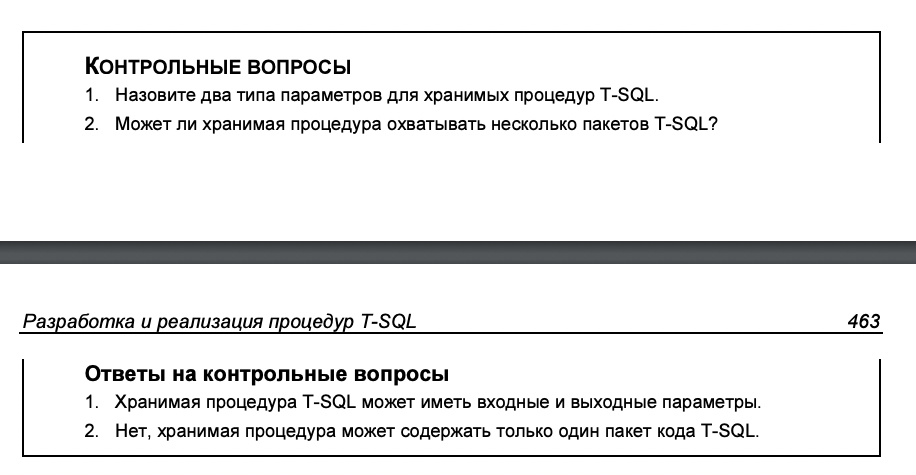 КОНТРОЛЬНЫЕ ВОПРОСЫ
1. Назовите два типа параметров для хранимых процедур T-SQL.
2. Может ли хранимая процедура охватывать несколько пакетов T-SQL?
Разработка и реализация процедур T-SQL 463
Ответы на контрольные вопросы
1. Хранимая процедура T-SQL может иметь входные и выходные параметры.
2. Нет, хранимая процедура может содержать только один пакет кода T-SQL.